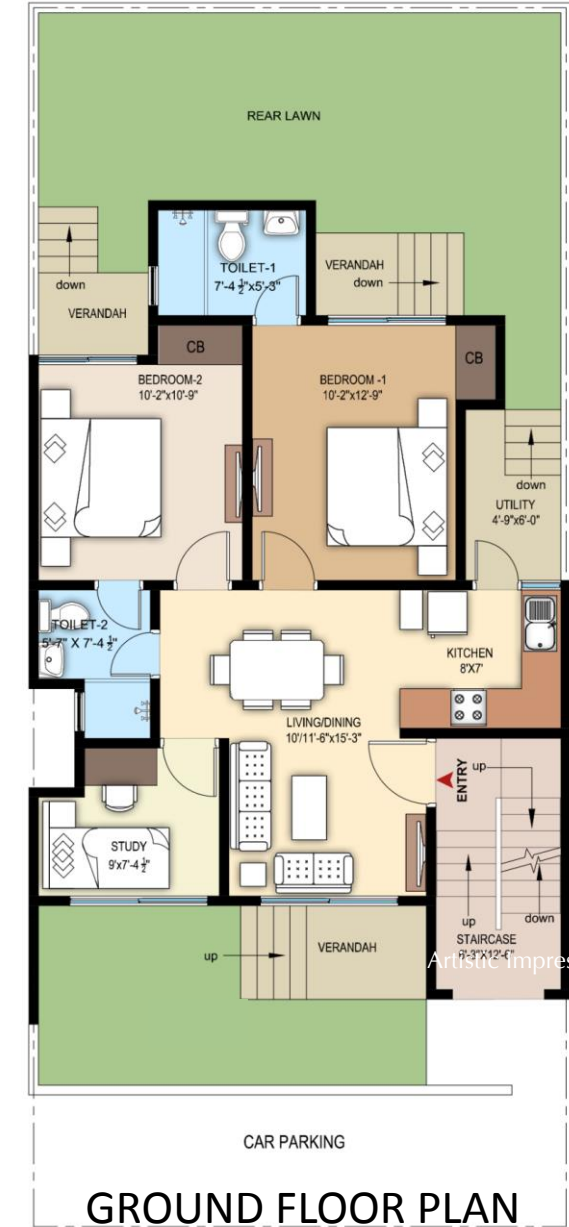 REAR LAWN
TOILET-1
7'-4 ½"x5'-3"
VERANDAH
down
down
VERANDAH
CB
CB
BEDROOM-2
10'-2"x10'-9"
BEDROOM -1
10'-2"x12'-9"
down
UTILITY
4'-9"x6'-0"
TOILET-2
5'-7" X 7'-4 ½"
KITCHEN
8'X7'
LIVING/DINING
10'/11'-6"x15'-3"
ENTRY
up
STUDY
9'x7'-4 ½"
up
down
up
VERANDAH
STAIRCASE
Artistic Impres
CAR PARKING
GROUND FLOOR PLAN